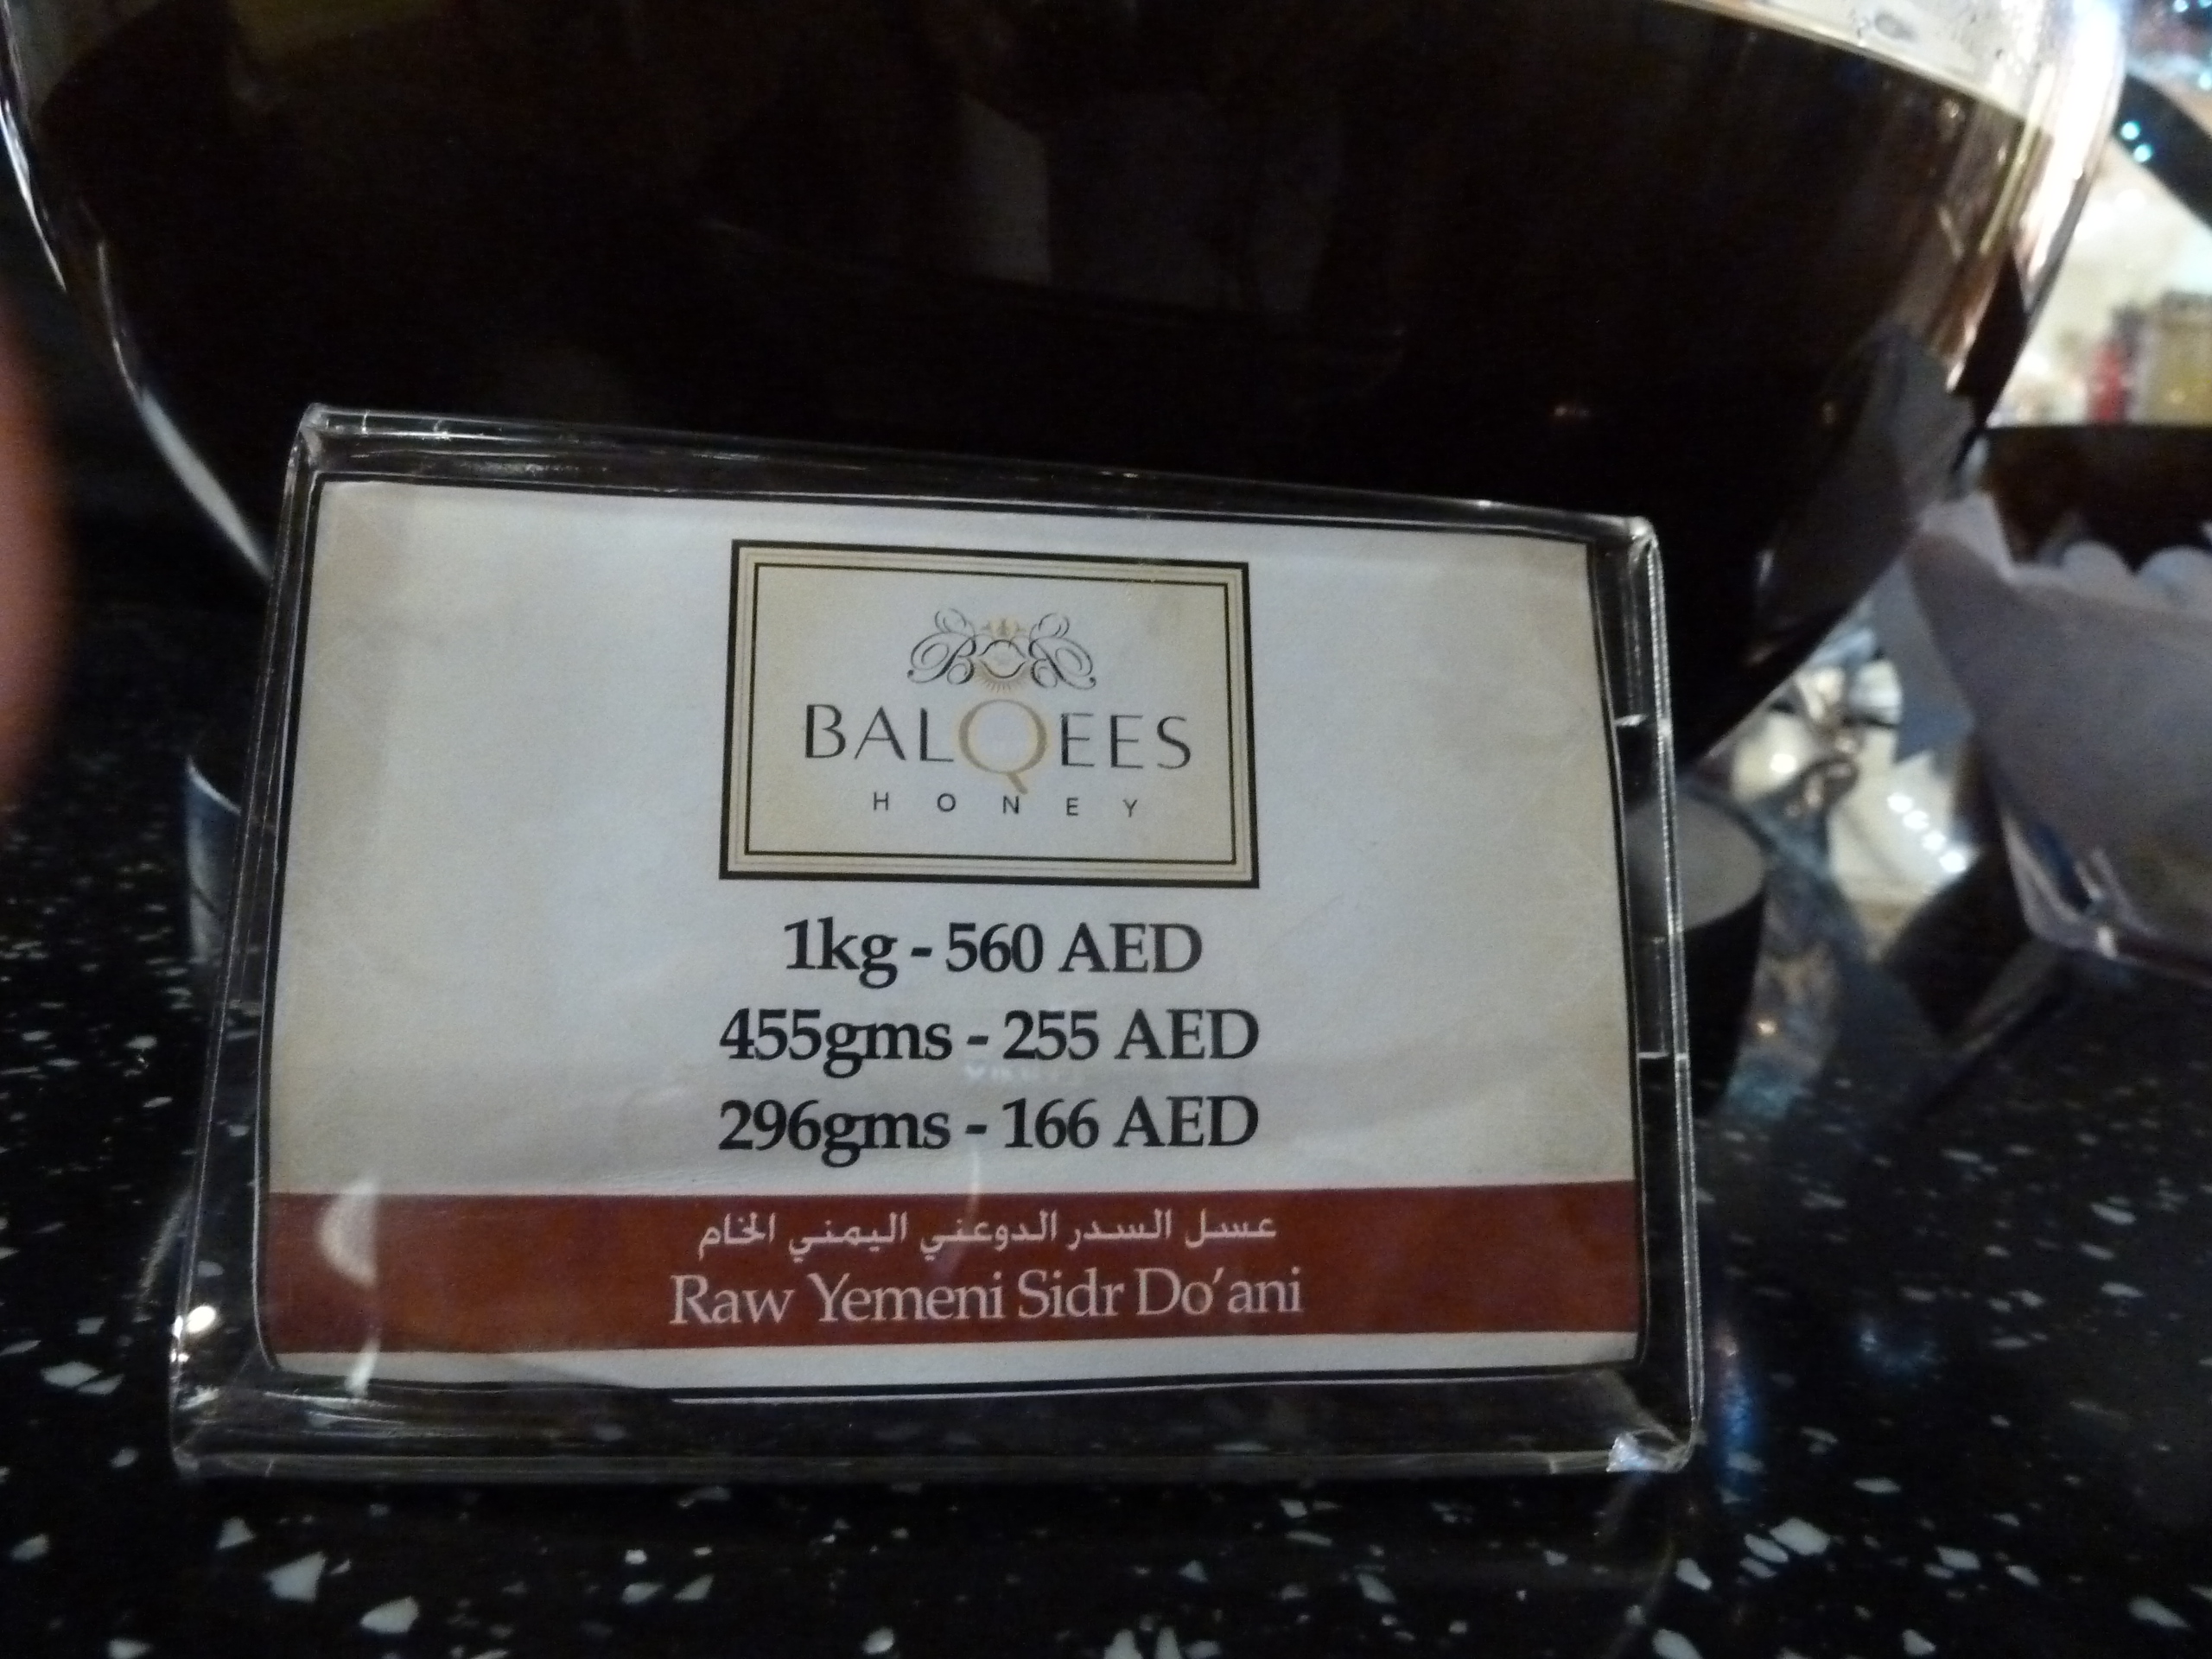 BALQEES
HONEY
1kg - 560 AED
455gms - 255 AED
296gms - 166 AED
عسل السدر الدوعني اليمني الخام
Raw Yemeni Sidr Do'ani